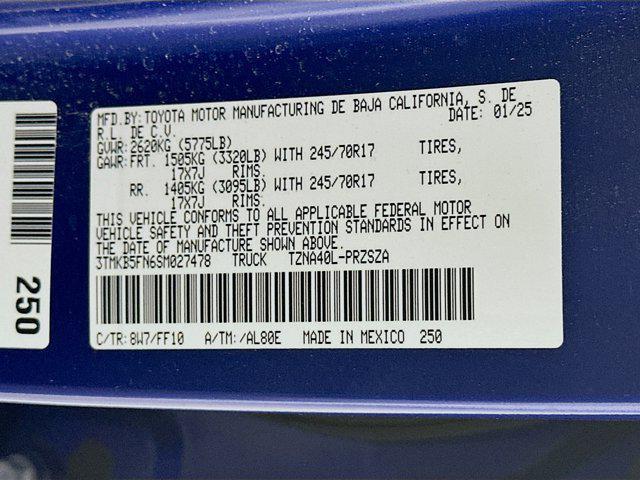 MFD.BY: TOYOTA MOTOR MANUFACTURING DE BAJA CALIFORNIA, S. DE
R.L. DE C.V. DATE: 01/25
GVWR: 2620KG (5775LB)
GAWR: FRT. 1505KG (3320LB) WITH 245/70R17 TIRES,
17X7J RIMS.
RR. 1405KG (3095LB) WITH 245/70R17 TIRES,
17X7J RIMS.
THIS VEHICLE CONFORMS TO ALL APPLICABLE FEDERAL MOTOR
VEHICLE SAFETY AND THEFT PREVENTION STANDARDS IN EFFECT ON
THE DATE OF MANUFACTURE SHOWN ABOVE.
3TMKB5FN6SM027478 TRUCK TZNA40L-PRZSZA
C/TR: 8W7/FF10 A/TM: /AL80E MADE IN MEXICO 250
250